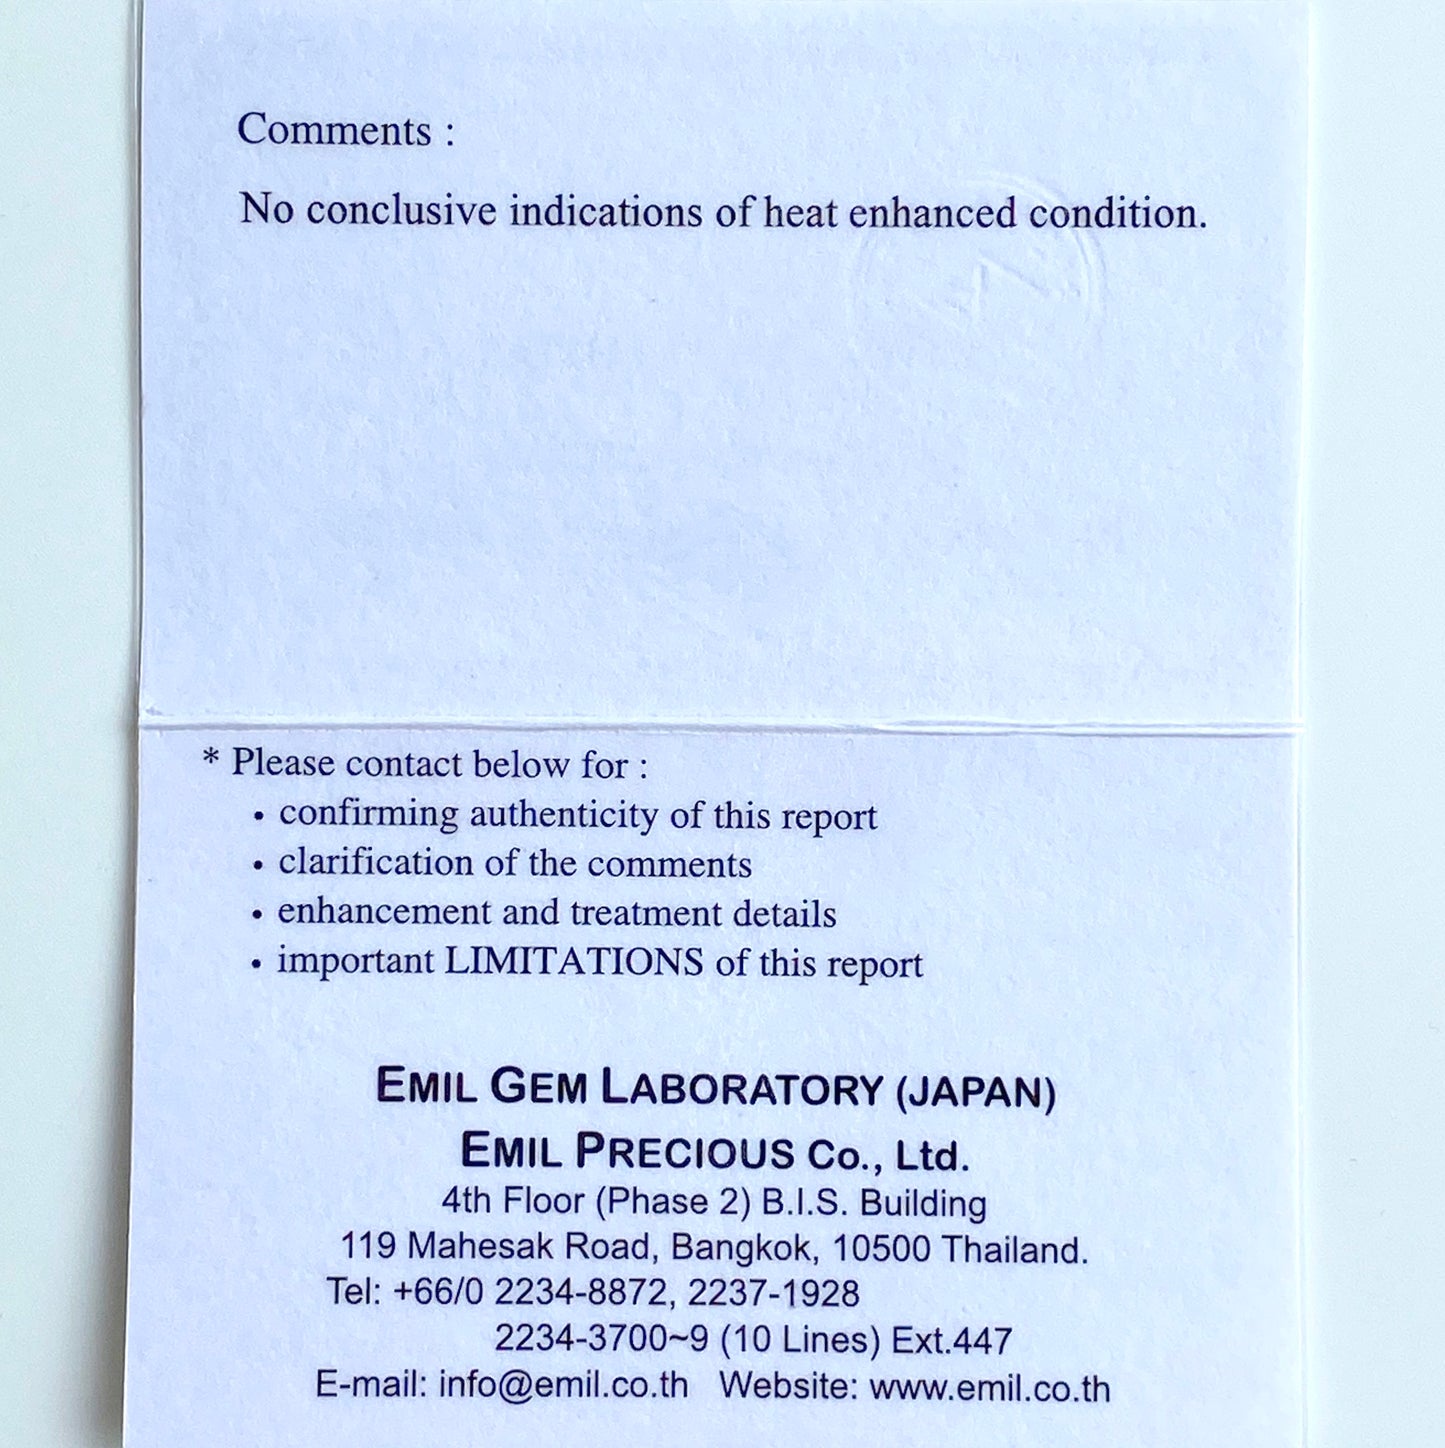 Comments :
No conclusive indications of heat enhanced condition.
* Please contact below for :
• confirming authenticity of this report
• clarification of the comments
• enhancement and treatment details
• important LIMITATIONS of this report
EMIL GEM LABORATORY (JAPAN)
EMIL PRECIOUS Co., Ltd.
4th Floor (Phase 2) B.I.S. Building
119 Mahesak Road, Bangkok, 10500 Thailand.
Tel: +66/0 2234-8872, 2237-1928
2234-3700~9 (10 Lines) Ext.447
E-mail: info@emil.co.th Website: www.emil.co.th